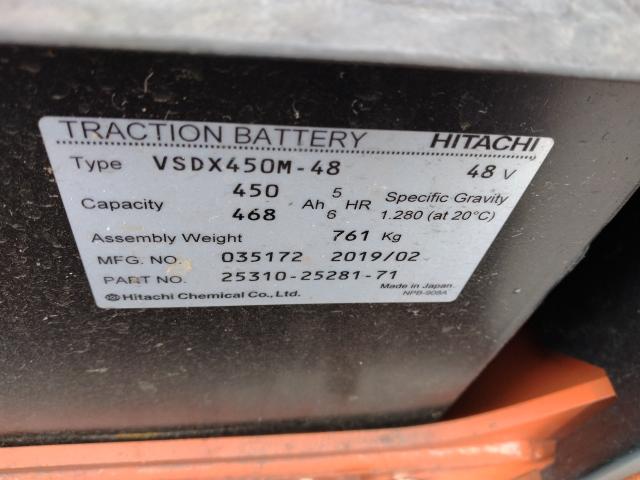 TRACTION BATTERY HITACHI
Type VSDX450M-48 48 V
Capacity 450 Ah 5 HR Specific Gravity
468 6 1.280 (at 20°C)
Assembly Weight 761 Kg
MFG. NO. 035172 2019/02
PART NO. 25310-25281-71 Made in Japan
Hitachi Chemical Co., Ltd. NPB-909A